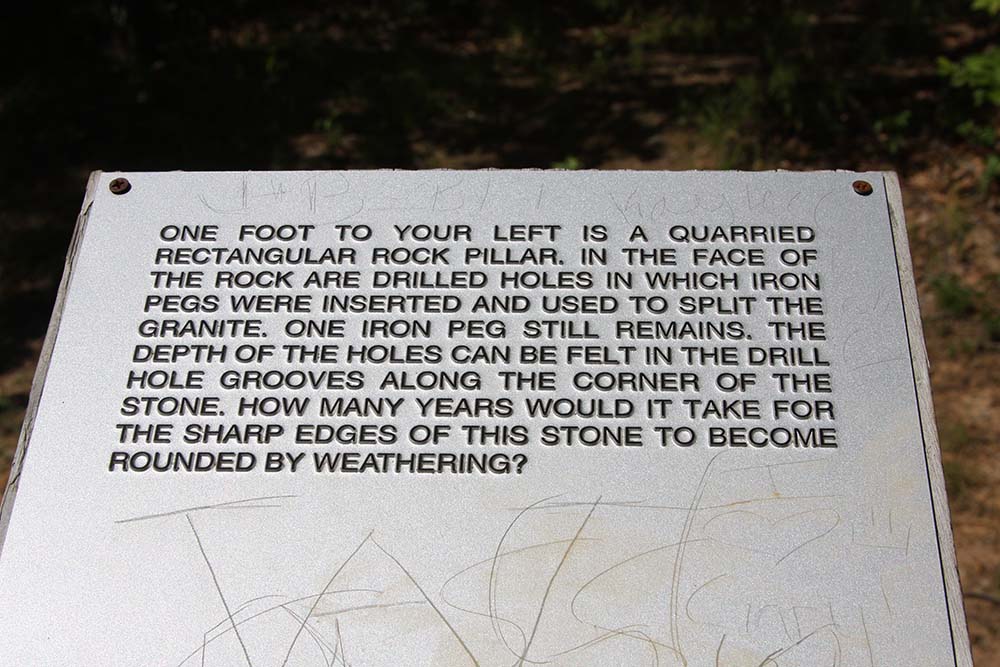 ONE FOOT TO YOUR LEFT IS A QUARRIED
RECTANGULAR ROCK PILLAR. IN THE FACE OF
THE ROCK ARE DRILLED HOLES IN WHICH IRON
PEGS WERE INSERTED AND USED TO SPLIT THE
GRANITE. ONE IRON PEG STILL REMAINS. THE
DEPTH OF THE HOLES CAN BE FELT IN THE DRILL
HOLE GROOVES ALONG THE CORNER OF THE
STONE. HOW MANY YEARS WOULD IT TAKE FOR
THE SHARP EDGES OF THIS STONE TO BECOME
ROUNDED BY WEATHERING?